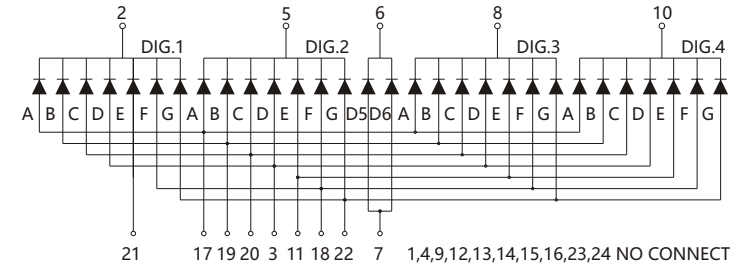 2 5 6 8 10
DIG.1 DIG.2 DIG.3 DIG.4
A B C D E F G A B C D E F G D5 D6 A B C D E F G A B C D E F G
21 17 19 20 3 11 18 22 7 1,4,9,12,13,14,15,16,23,24 NO CONNECT